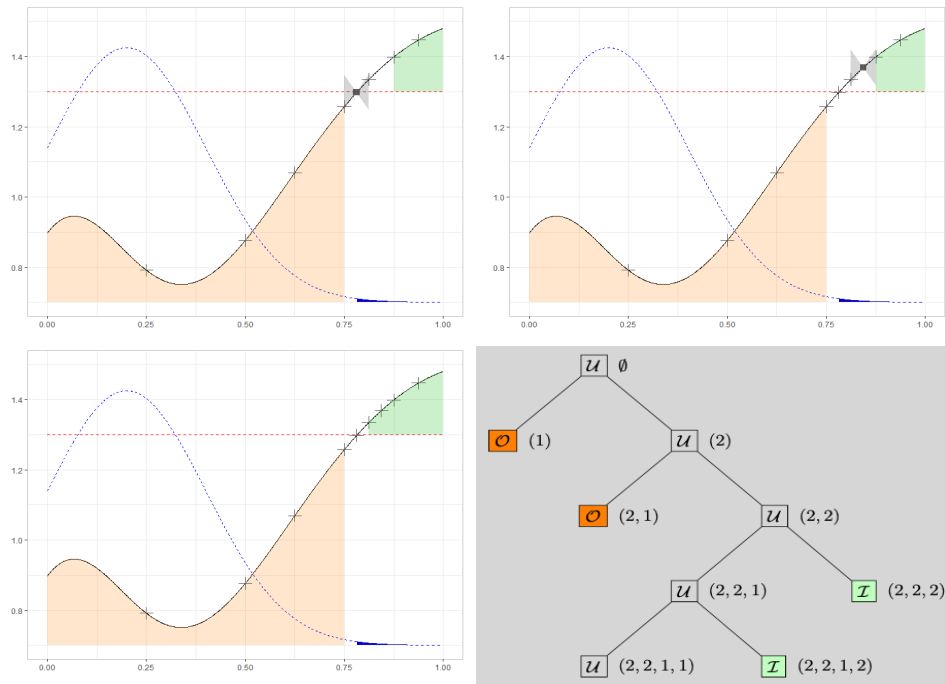 1.4
1.2
1.0
0.8
0.00 0.25 0.50 0.75 1.00
1.4
1.2
1.0
0.8
0.00 0.25 0.50 0.75 1.00
1.4
1.2
1.0
0.8
0.00 0.25 0.50 0.75 1.00
𝒰 ∅
𝒪 (1)
𝒰 (2)
𝒪 (2, 1)
𝒰 (2, 2)
𝒰 (2, 2, 1)
ℐ (2, 2, 2)
𝒰 (2, 2, 1, 1)
ℐ (2, 2, 1, 2)